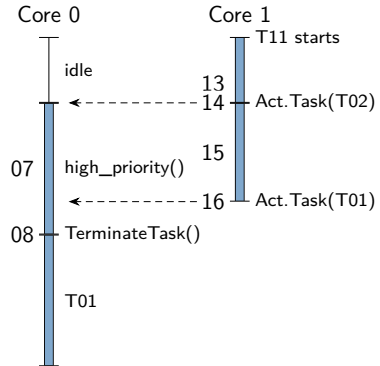 Core 0
Core 1
T11 starts
idle
13
14
Act.Task(T02)
07
high_priority()
15
16
Act.Task(T01)
08
TerminateTask()
T01